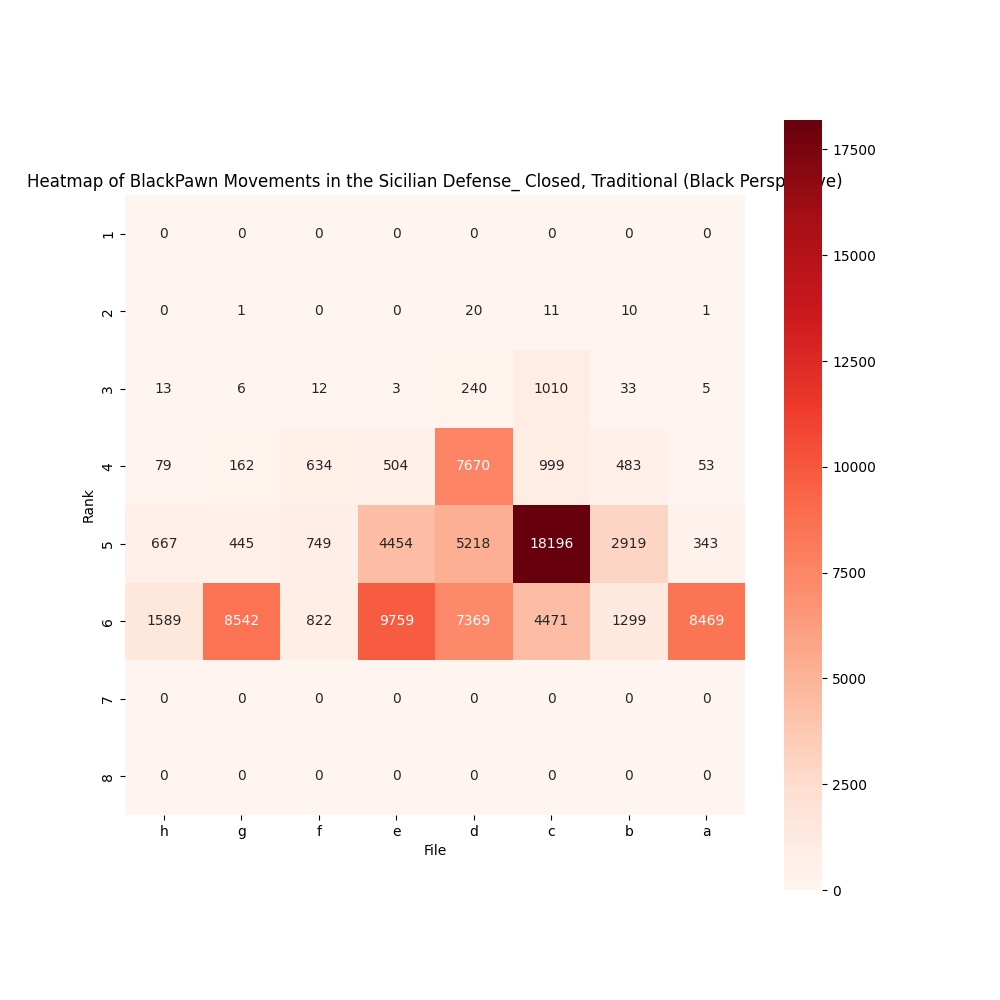 Heatmap of BlackPawn Movements in the Sicilian Defense_ Closed, Traditional (Black Persp ve)
17500
15000
12500
10000
7500
5000
2500
0
Rank
1 0 0 0 0 0 0 0 0
2 0 1 0 0 20 11 10 1
3 13 6 12 3 240 1010 33 5
4 79 162 634 504 7670 999 483 53
5 667 445 749 4454 5218 18196 2919 343
6 1589 8542 822 9759 7369 4471 1299 8469
7 0 0 0 0 0 0 0 0
8 0 0 0 0 0 0 0 0
h g f e d c b a
File